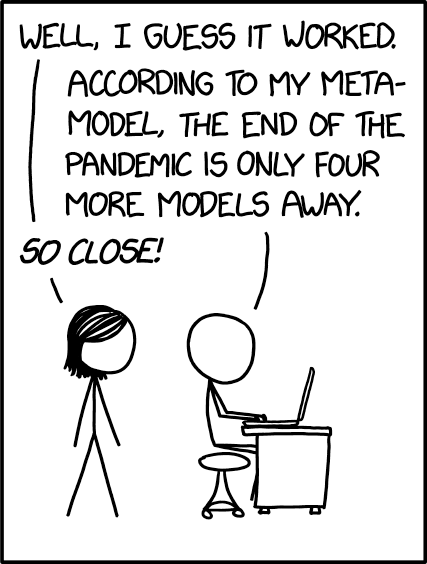 WELL, I GUESS IT WORKED.
ACCORDING TO MY META-
MODEL, THE END OF THE
PANDEMIC IS ONLY FOUR
MORE MODELS AWAY.
SO CLOSE!